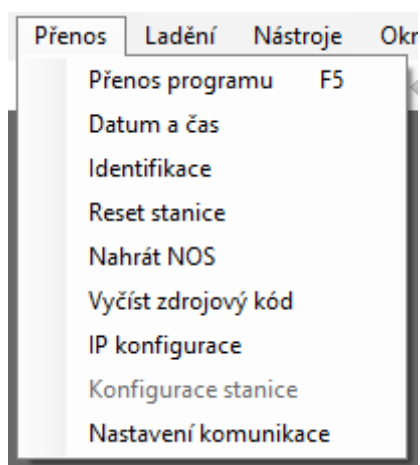 Přenos Ladění Nástroje Okr
Přenos programu F5
Datum a čas
Identifikace
Reset stanice
Nahrát NOS
Vyčíst zdrojový kód
IP konfigurace
Konfigurace stanice
Nastavení komunikace